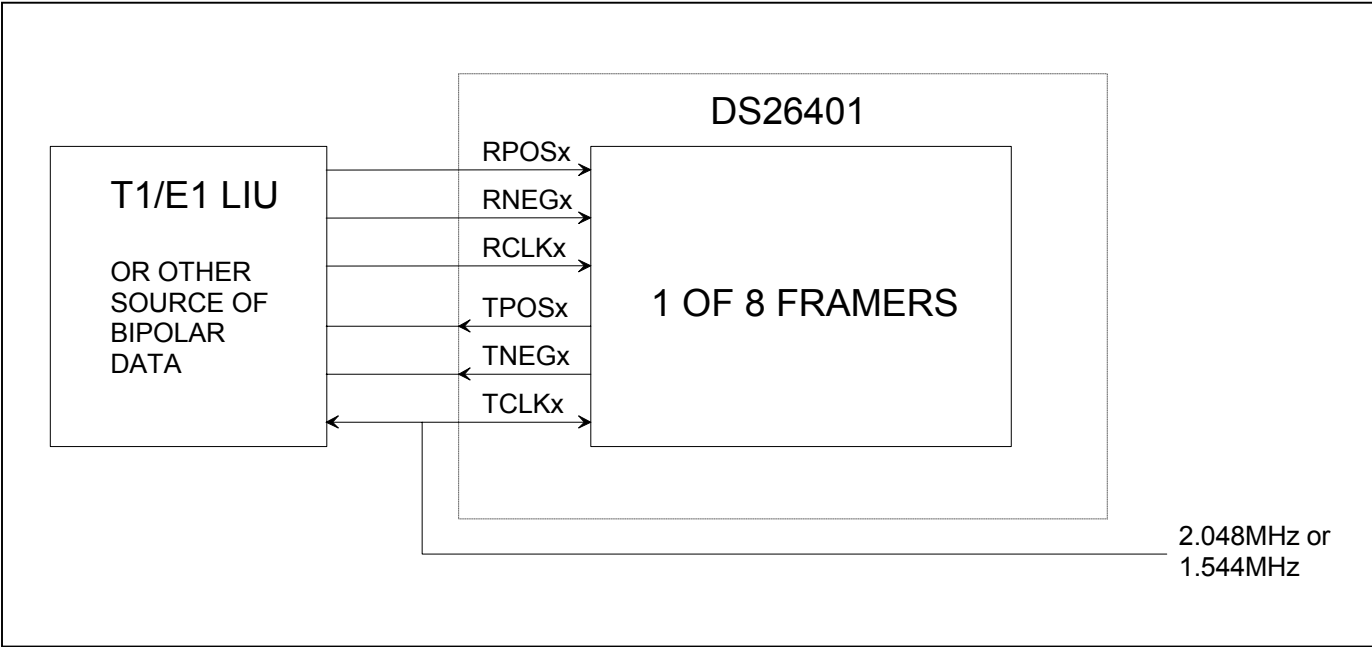 DS26401
T1/E1 LIU
OR OTHER
SOURCE OF
BIPOLAR
DATA
RPOSx
RNEGx
RCLKx
TPOSx
TNEGx
TCLKx
1 OF 8 FRAMERS
2.048MHz or
1.544MHz